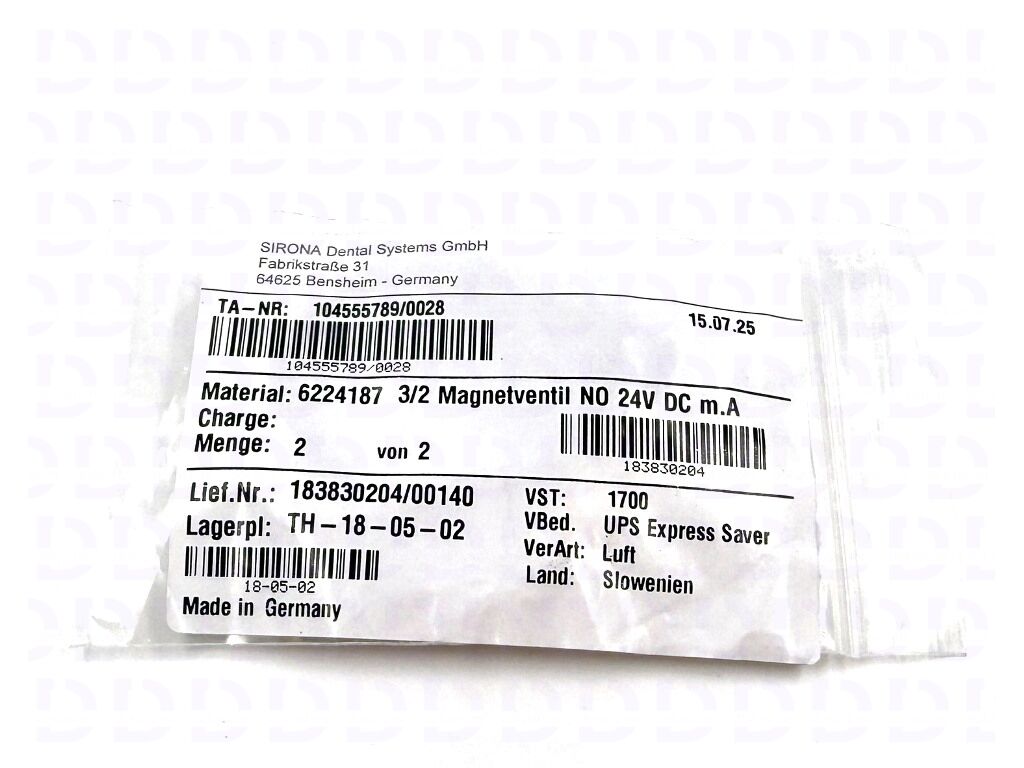 SIRONA Dental Systems GmbH
Fabrikstraße 31
64625 Bensheim - Germany
TA-NR: 104555789/0028
15.07.25
104555789/0028
Material: 6224187 3/2 Magnetventil NO 24V DC m.A
Charge:
Menge: 2 von 2
183830204
Lief.Nr.: 183830204/00140
Lagerpl: TH-18-05-02
18-05-02
Made in Germany
VST: 1700
VBed. UPS Express Saver
VerArt: Luft
Land: Slowenien